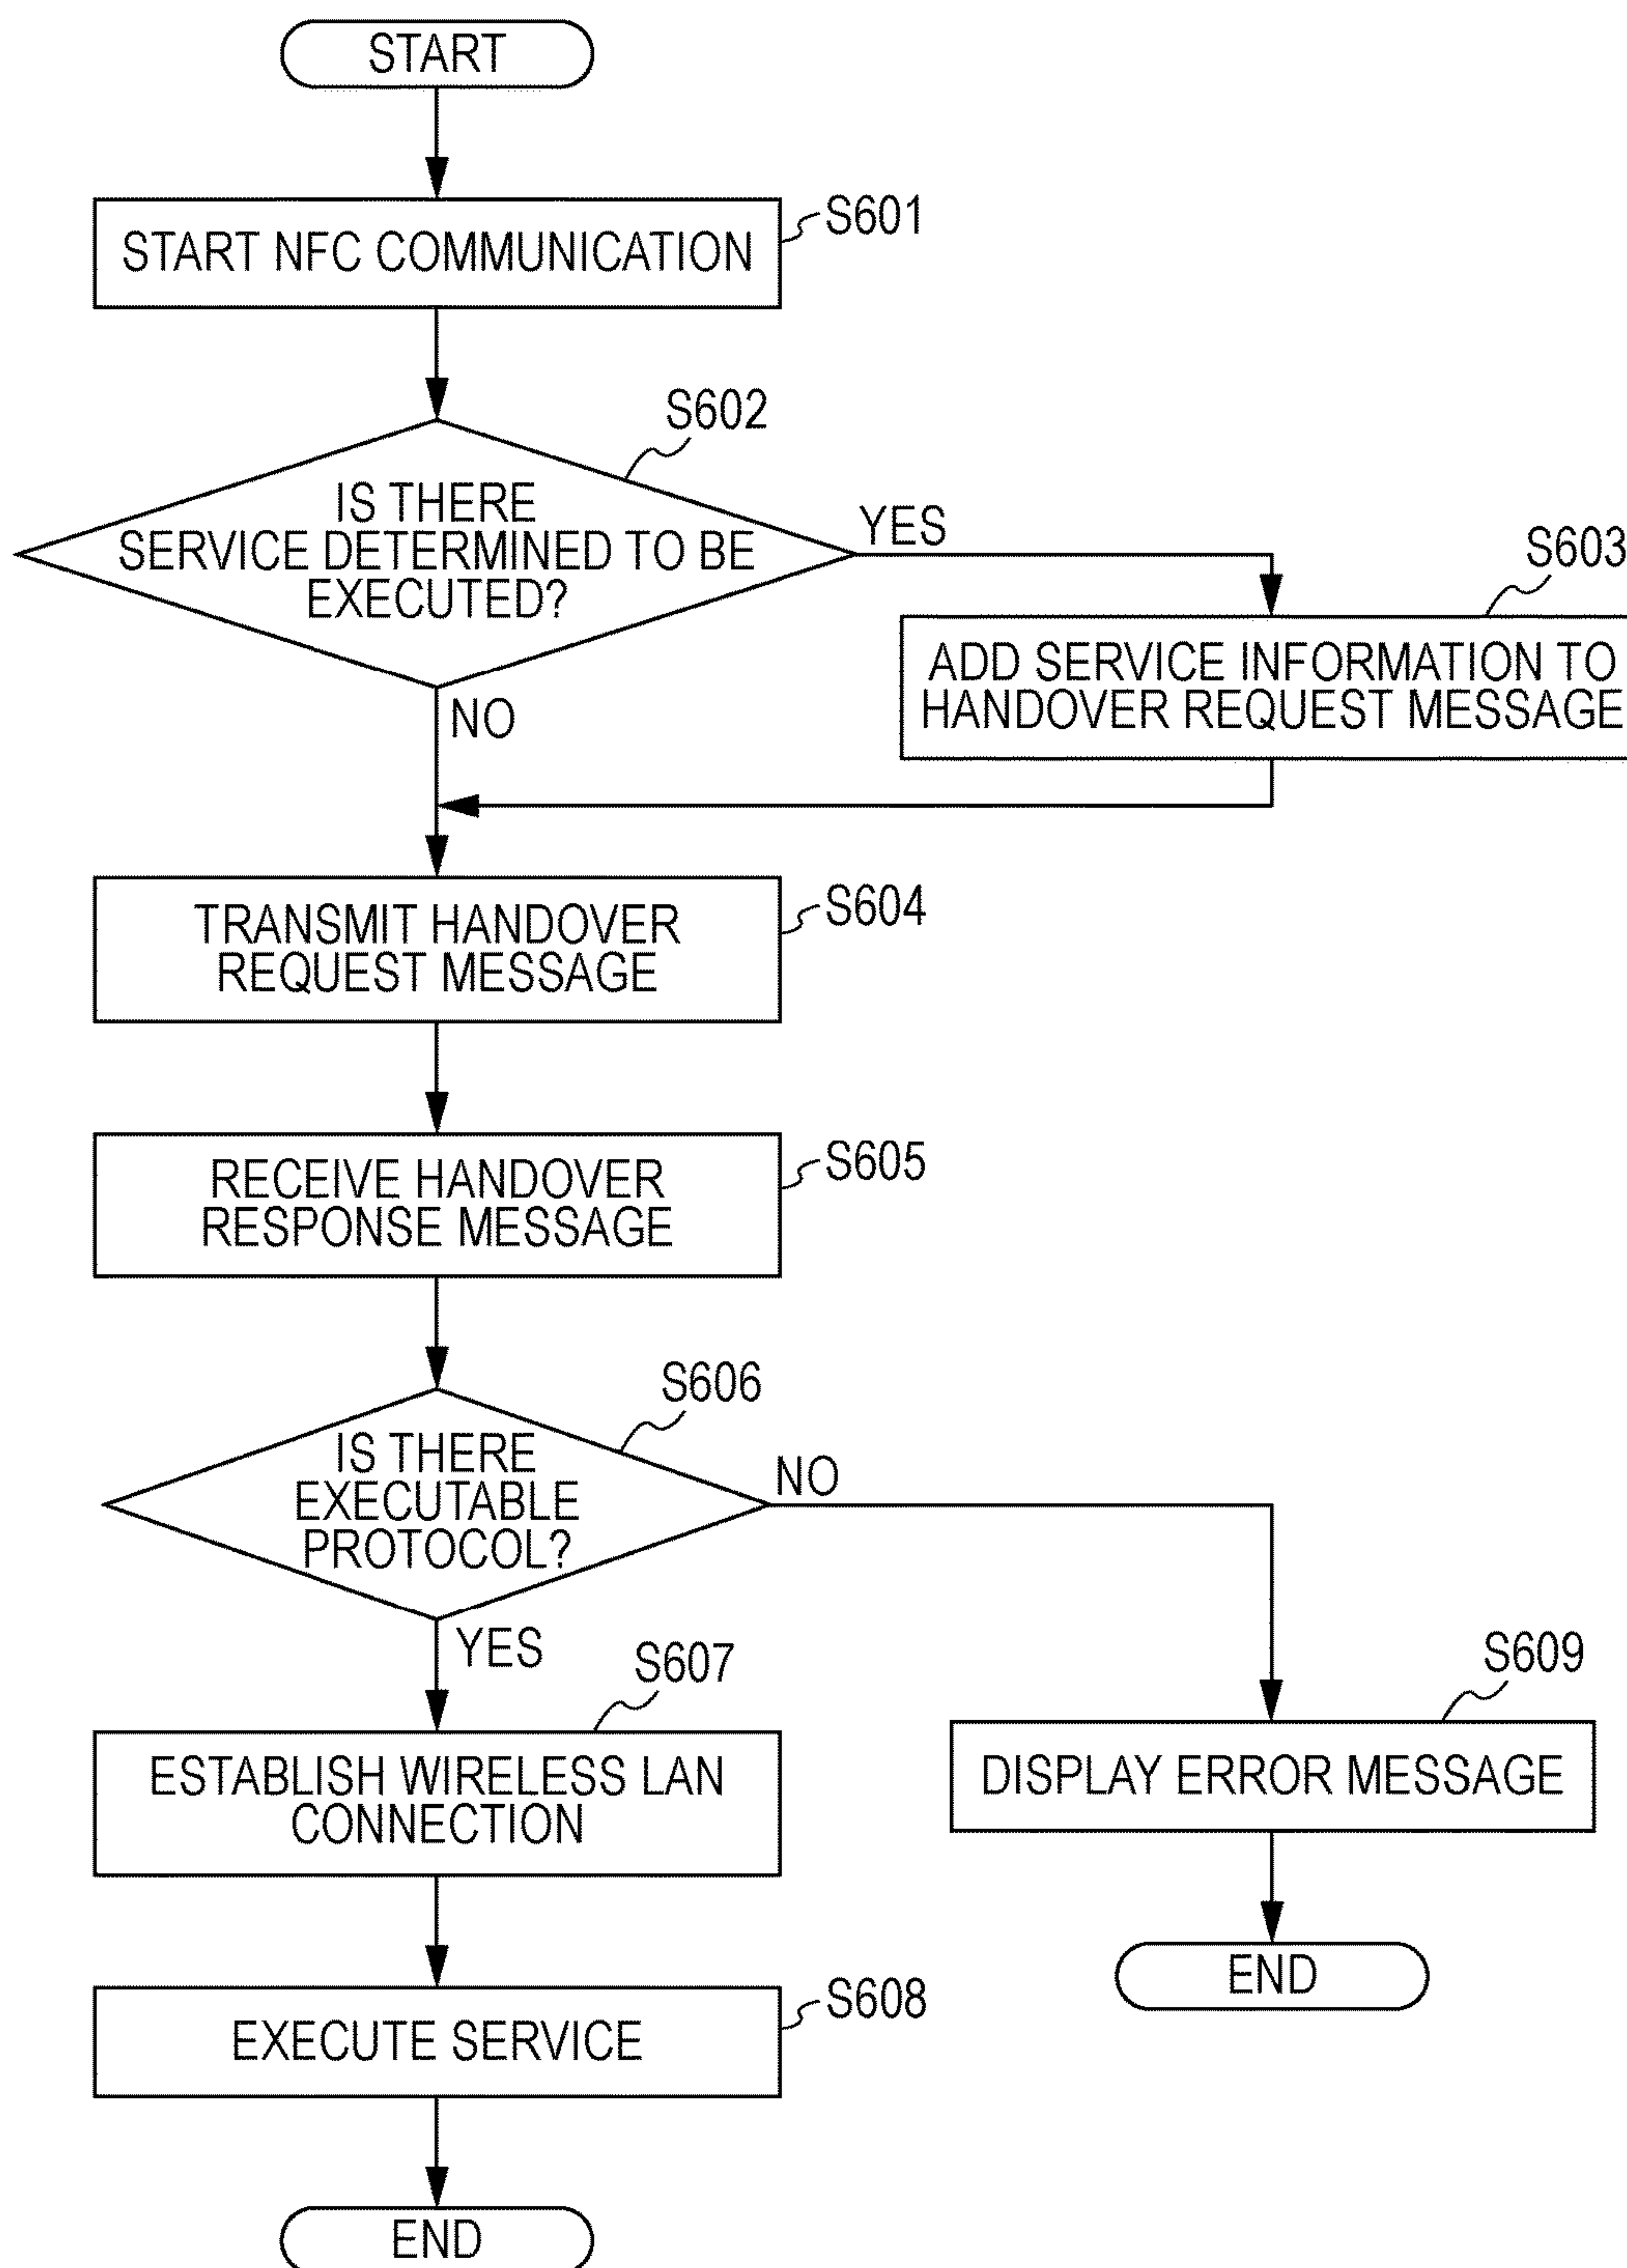 START
START NFC COMMUNICATION
S601
S602
IS THERE
SERVICE DETERMINED TO BE
EXECUTED?
YES
NO
S603
ADD SERVICE INFORMATION TO
HANDOVER REQUEST MESSAGE
TRANSMIT HANDOVER
REQUEST MESSAGE
S604
RECEIVE HANDOVER
RESPONSE MESSAGE
S605
S606
IS THERE
EXECUTABLE
PROTOCOL?
NO
YES
S607
ESTABLISH WIRELESS LAN
CONNECTION
S609
DISPLAY ERROR MESSAGE
END
EXECUTE SERVICE
S608
END